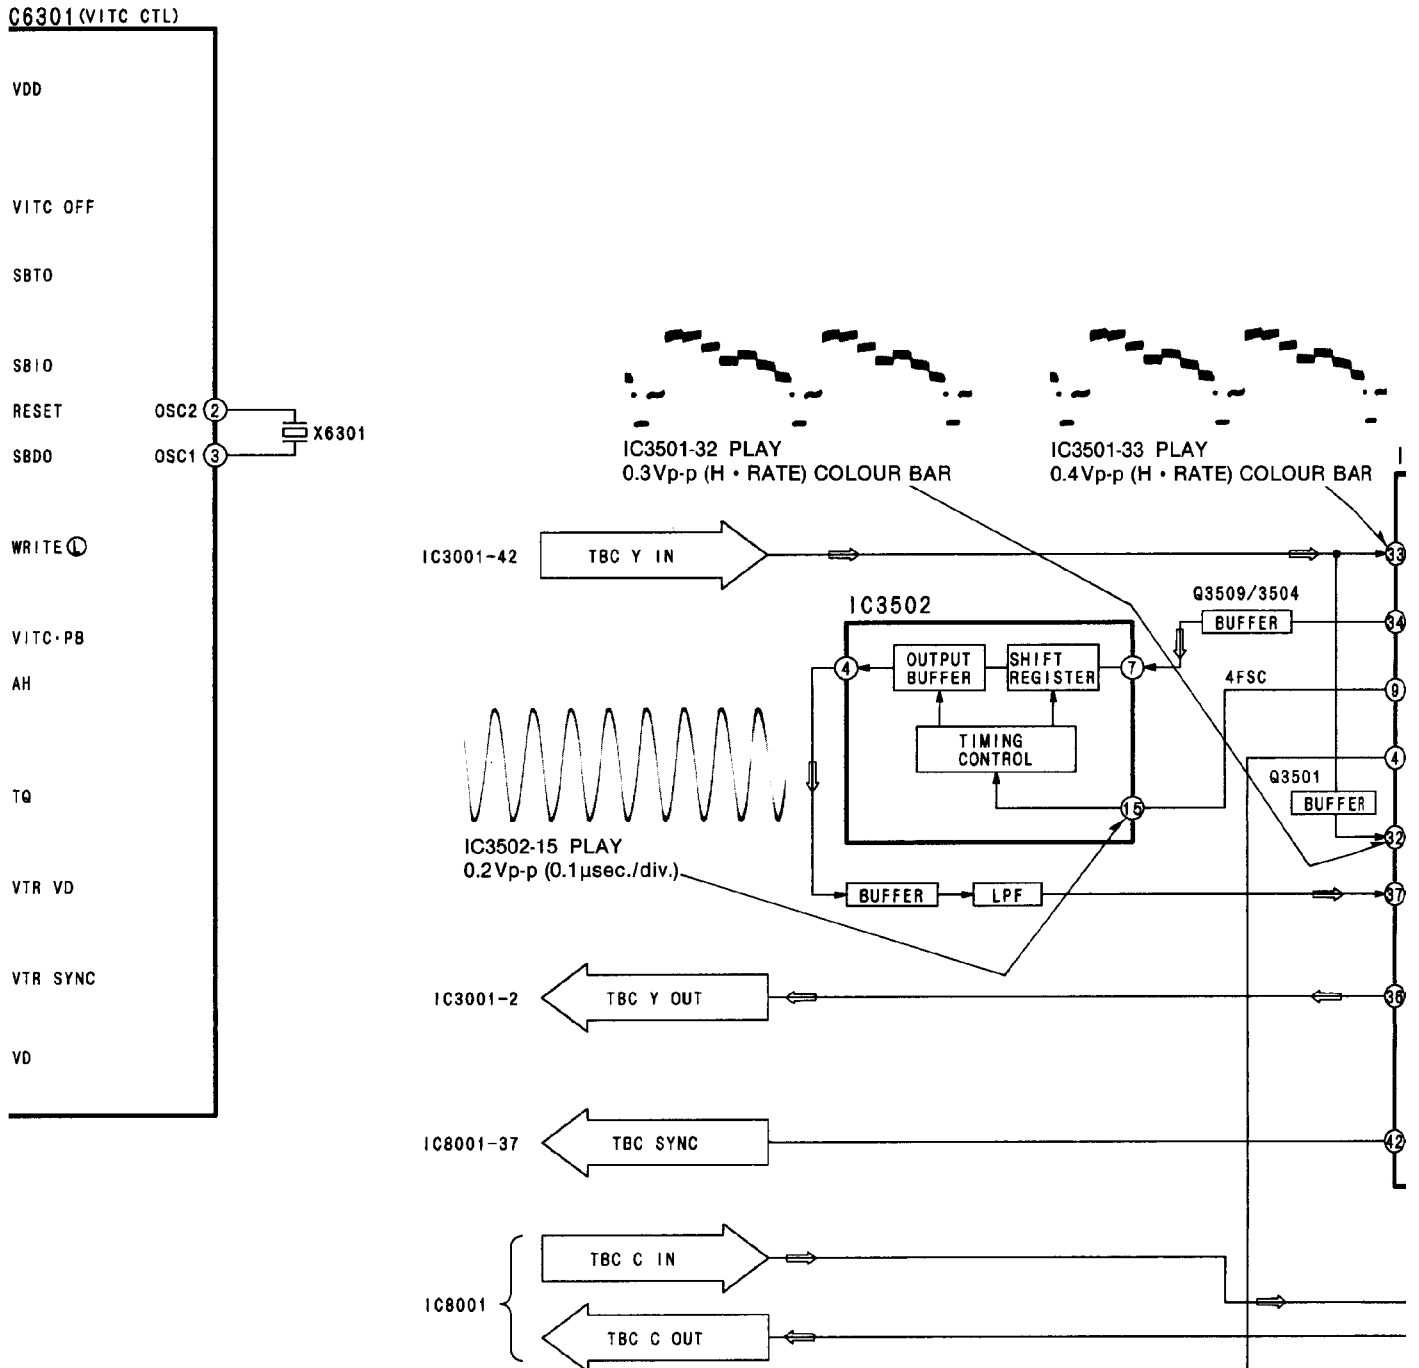 C6301(VITC CTL)
VDD
VITC OFF
SBTO
SBIO
RESET
OSC2 2
X6301
SBDO
OSC1 3
WRITE L
VITC·PB
AH
TQ
VTR VD
VTR SYNC
VD
IC3501-32 PLAY
0.3Vp-p (H • RATE) COLOUR BAR
IC3501-33 PLAY
0.4Vp-p (H • RATE) COLOUR BAR
IC3001-42
TBC Y IN
33
IC3502
Q3509/3504
BUFFER
34
4
OUTPUT
BUFFER
SHIFT
REGISTER
7
4FSC
9
TIMING
CONTROL
4
Q3501
BUFFER
15
32
IC3502-15 PLAY
0.2Vp-p (0.1µsec./div.)
BUFFER
LPF
37
IC3001-2
TBC Y OUT
36
IC8001-37
TBC SYNC
42
IC8001
TBC C IN
TBC C OUT